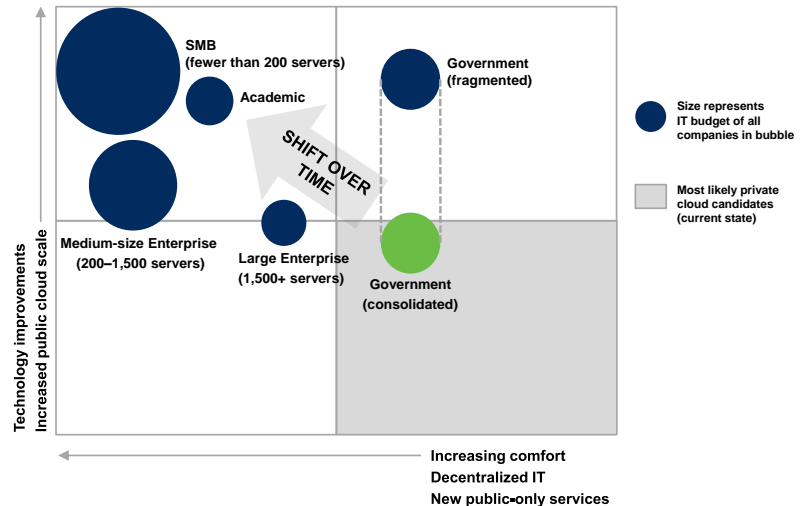 SMB
(fewer than 200 servers)
Academic
Government
(fragmented)
SHIFT OVER
TIME
Medium-size Enterprise
(200–1,500 servers)
Large Enterprise
(1,500+ servers)
Government
(consolidated)
Size represents
IT budget of all
companies in bubble
Most likely private
cloud candidates
(current state)
Technology improvements
Increased public cloud scale
Increasing comfort
Decentralized IT
New public-only services